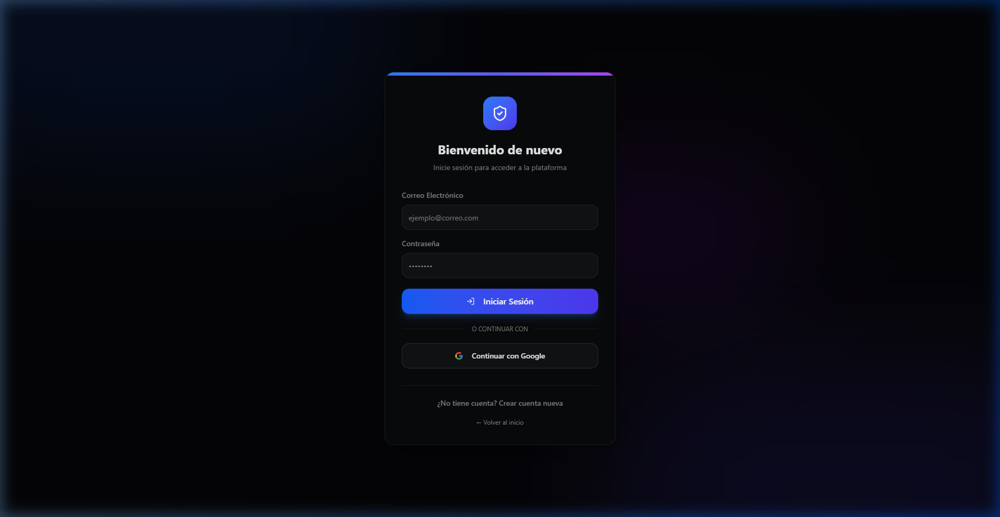 Bienvenido de nuevo
Inicie sesión para acceder a la plataforma
Correo Electrónico
ejemplo@correo.com
Contraseña
••••••••
Iniciar Sesión
O CONTINUAR CON
Continuar con Google
¿No tiene cuenta? Crear cuenta nueva
← Volver al inicio